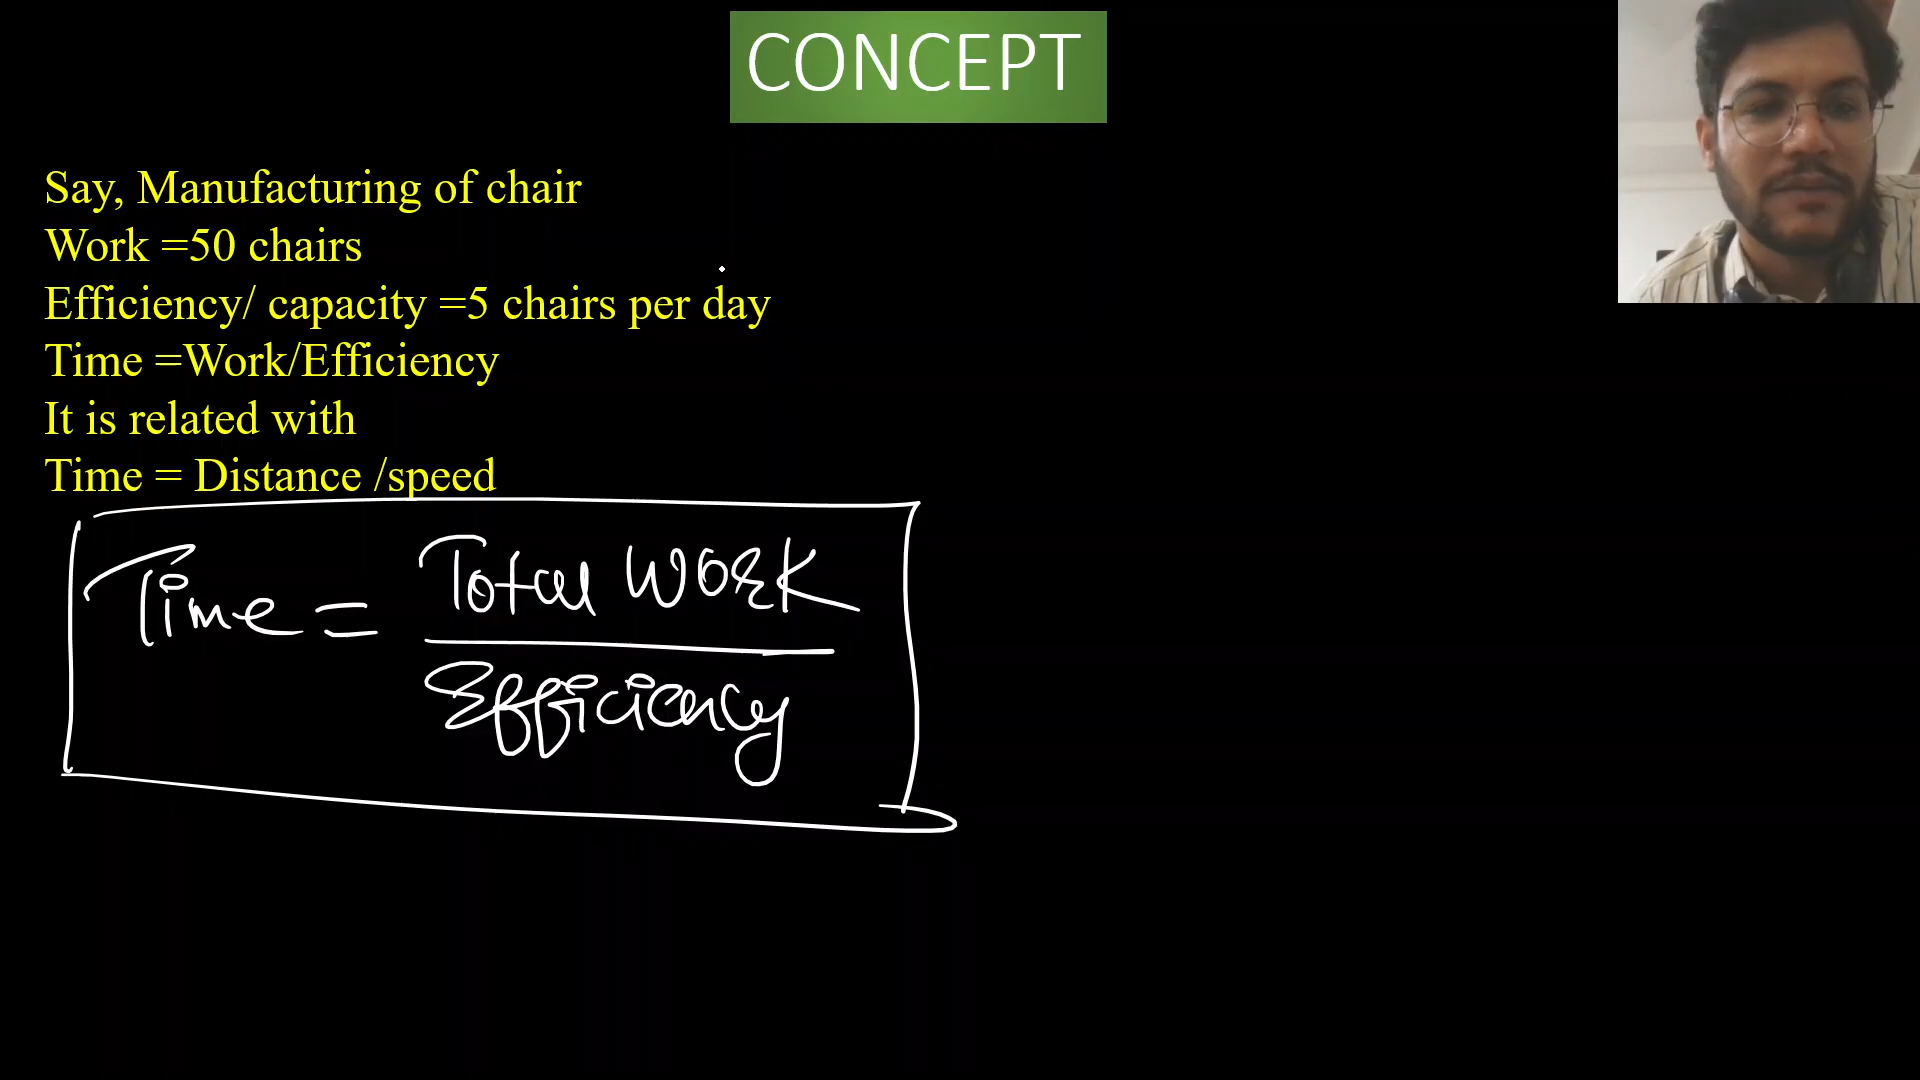 CONCEPT
Say, Manufacturing of chair
Work =50 chairs
Efficiency/ capacity =5 chairs per day
Time =Work/Efficiency
It is related with
Time = Distance /speed
Time = Total Work
Efficiency